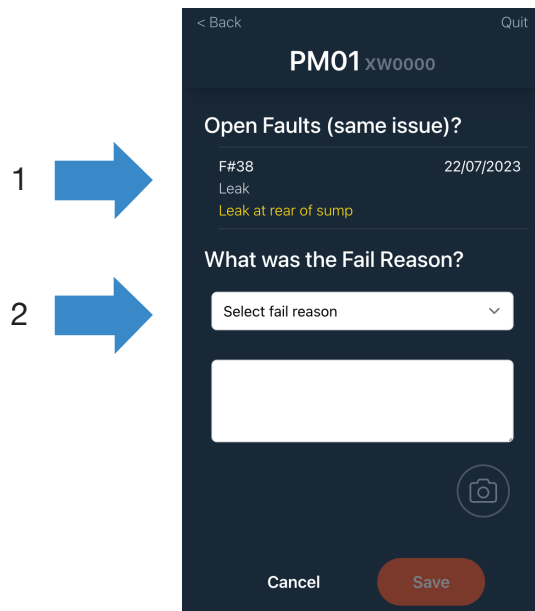 < Back Quit
PM01 XW0000
Open Faults (same issue)?
1
F#38 22/07/2023
Leak
Leak at rear of sump
What was the Fail Reason?
2
Select fail reason
Cancel Save